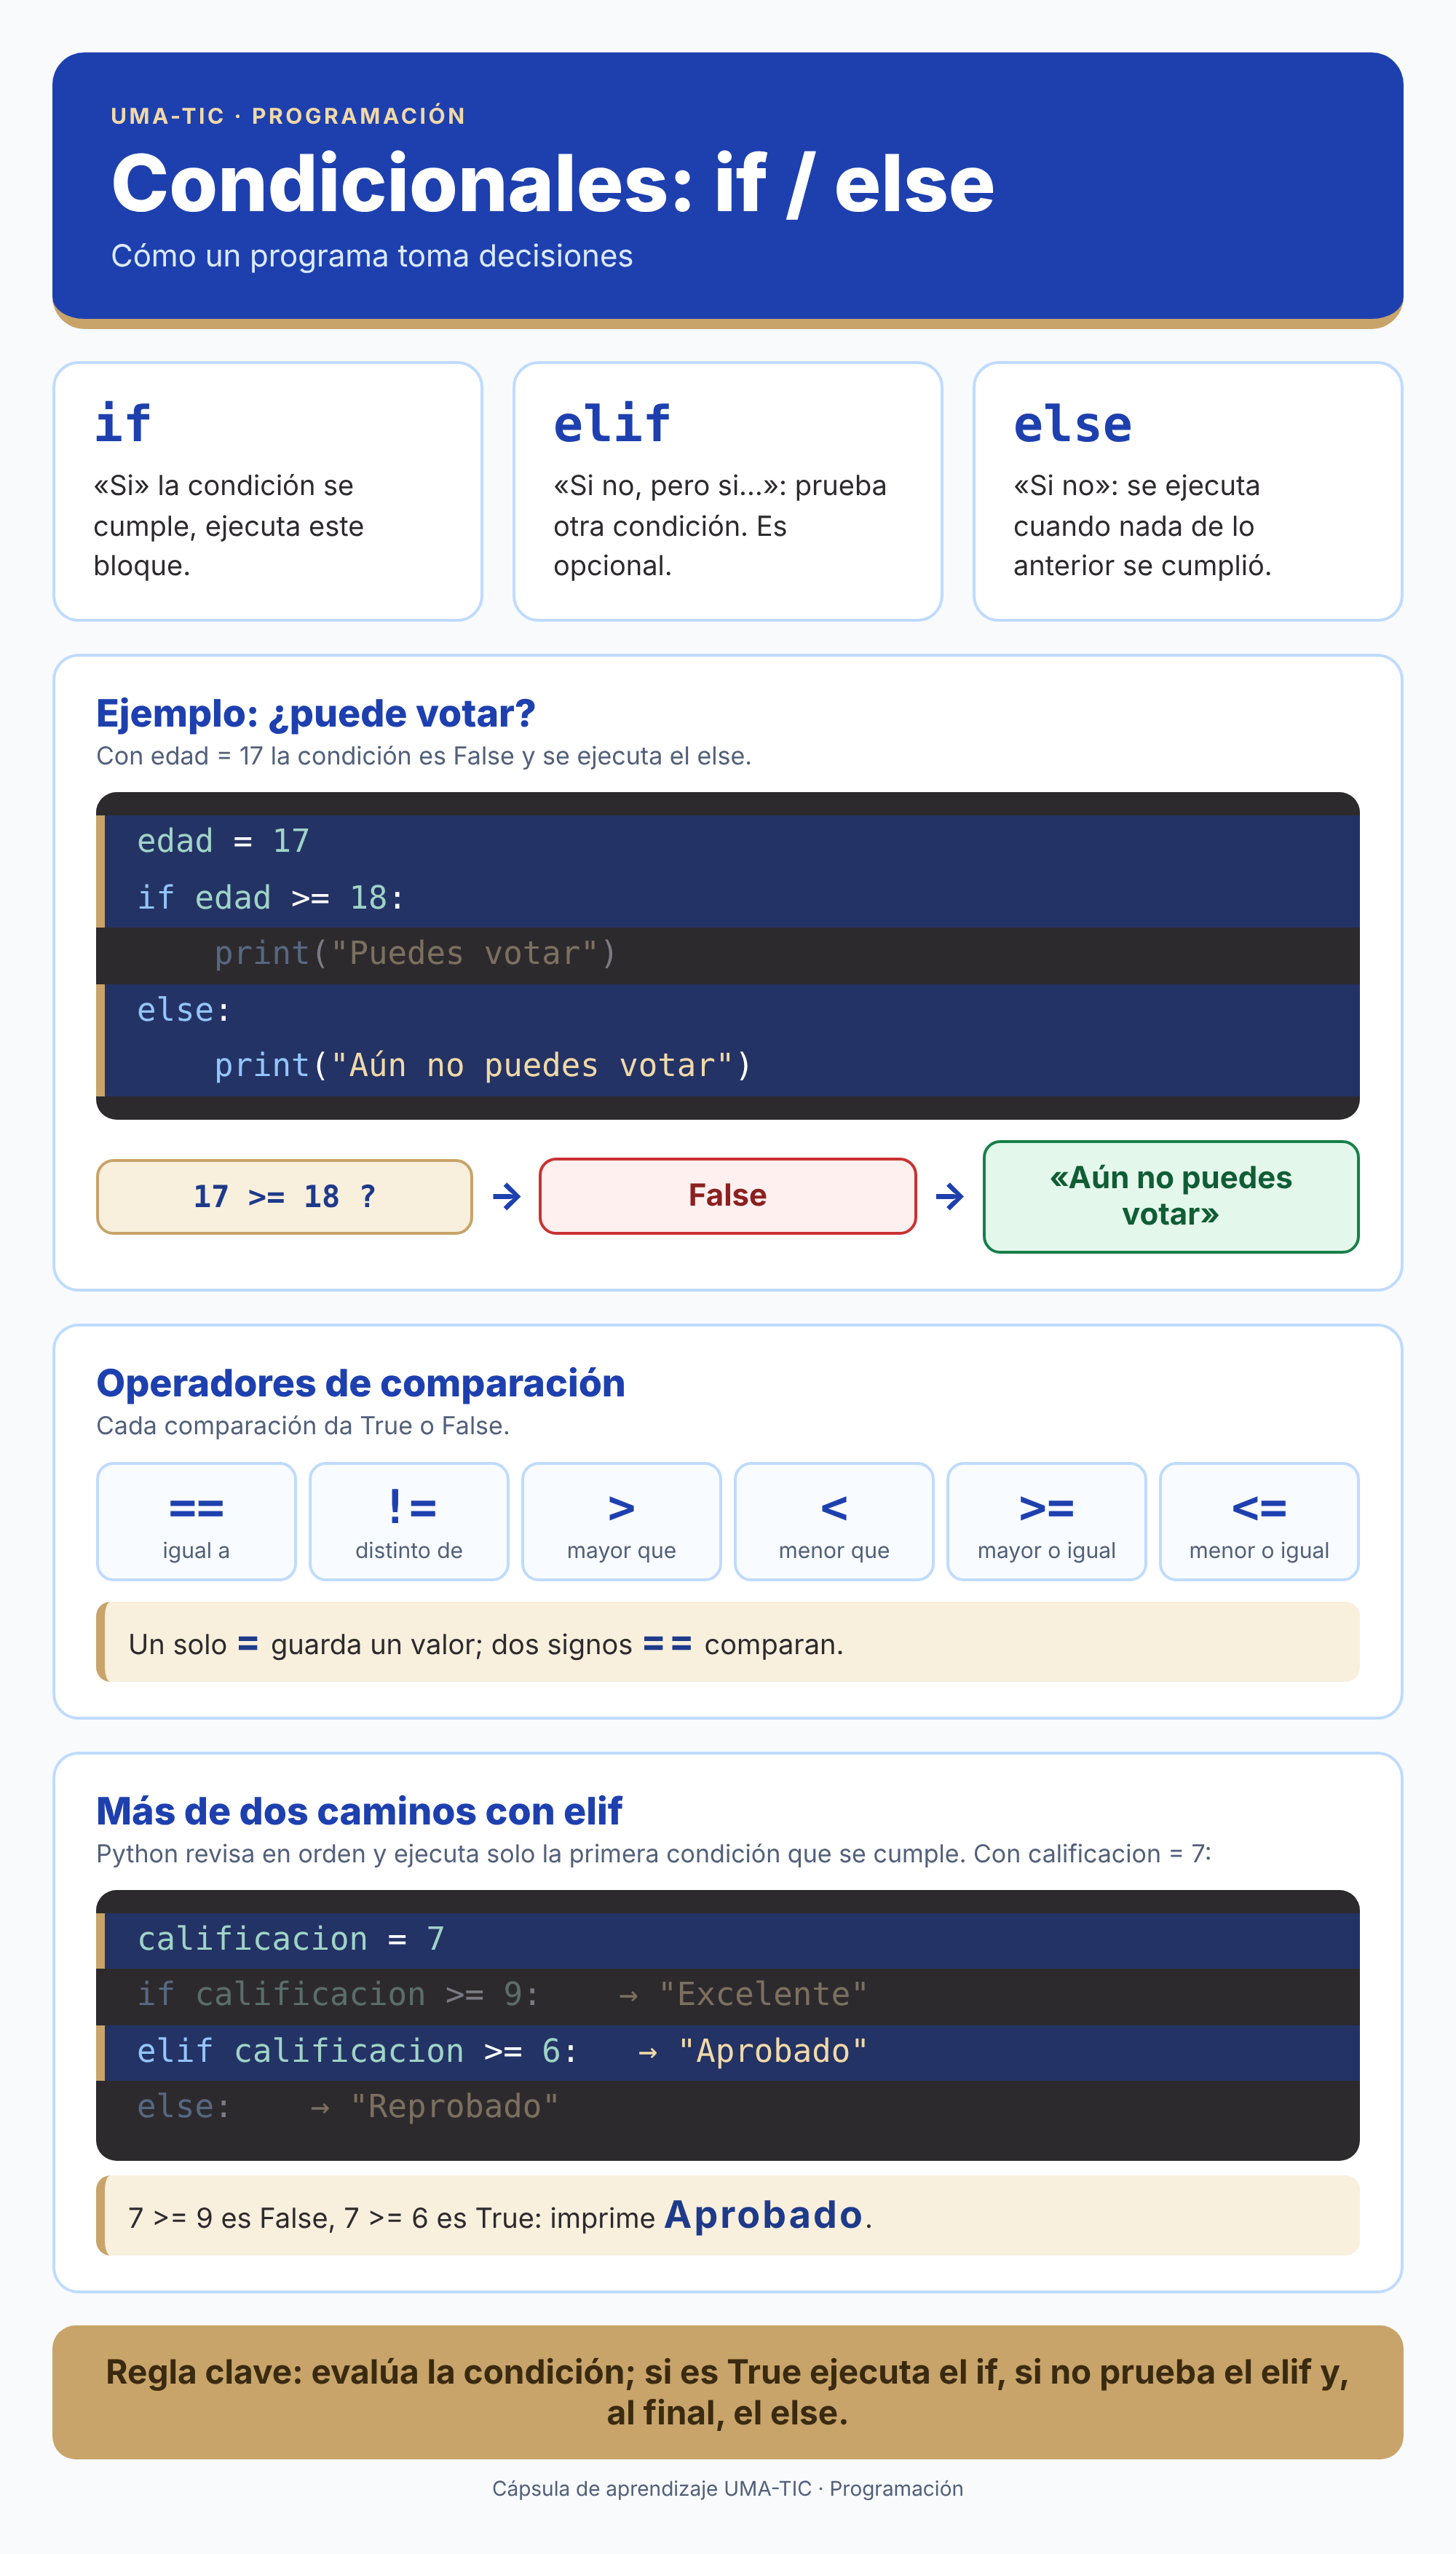 UMA-TIC · PROGRAMACIÓN
Condicionales: if / else
Cómo un programa toma decisiones
if
«Si» la condición se
cumple, ejecuta este
bloque.
elif
«Si no, pero si...»: prueba
otra condición. Es
opcional.
else
«Si no»: se ejecuta
cuando nada de lo
anterior se cumplió.
Ejemplo: ¿puede votar?
Con edad = 17 la condición es False y se ejecuta el else.
edad = 17
if edad >= 18:
    print("Puedes votar")
else:
    print("Aún no puedes votar")
17 >= 18 ?
→
False
→
«Aún no puedes
votar»
Operadores de comparación
Cada comparación da True o False.
==
igual a
!=
distinto de
>
mayor que
<
menor que
>=
mayor o igual
<=
menor o igual
Un solo = guarda un valor; dos signos == comparan.
Más de dos caminos con elif
Python revisa en orden y ejecuta solo la primera condición que se cumple. Con calificacion = 7:
calificacion = 7
if calificacion >= 9:    → "Excelente"
elif calificacion >= 6:   → "Aprobado"
else:    → "Reprobado"
7 >= 9 es False, 7 >= 6 es True: imprime Aprobado.
Regla clave: evalúa la condición; si es True ejecuta el if, si no prueba el elif y,
al final, el else.
Cápsula de aprendizaje UMA-TIC · Programación